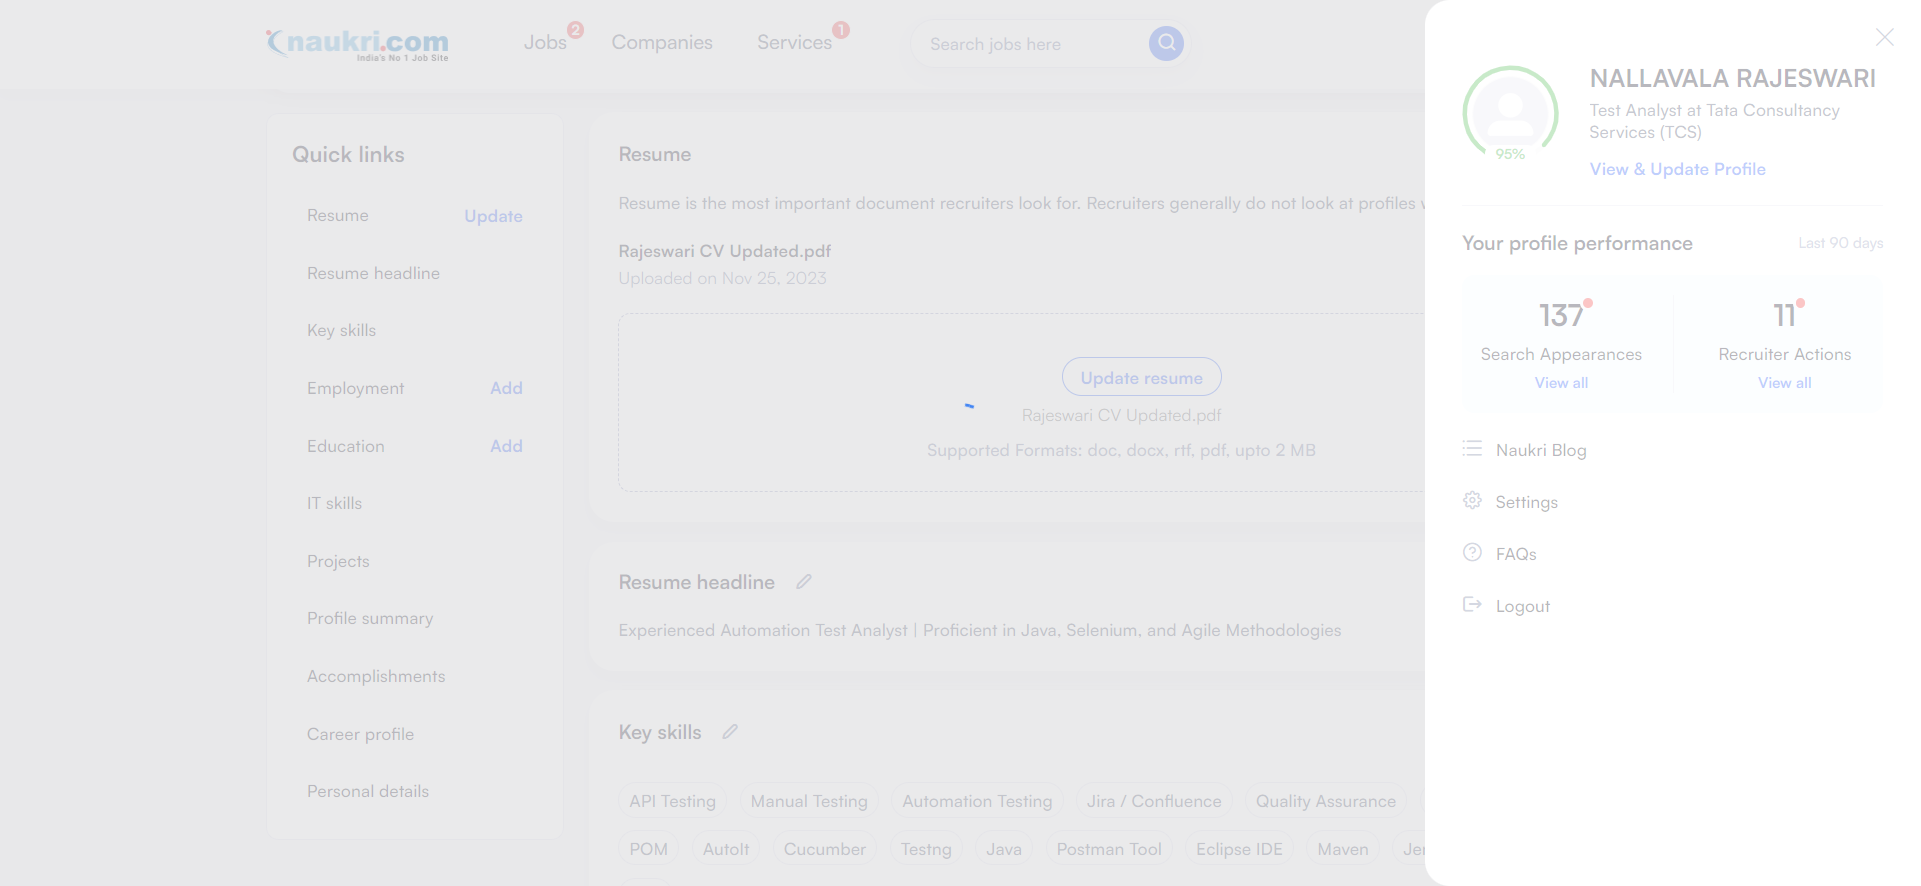 naukri.com
India's No 1 Job Site
Jobs 2
Companies
Services 1
Search jobs here
Quick links
Resume Update
Resume headline
Key skills
Employment Add
Education Add
IT skills
Projects
Profile summary
Accomplishments
Career profile
Personal details
Resume
Resume is the most important document recruiters look for. Recruiters generally do not look at profiles
Rajeswari CV Updated.pdf
Uploaded on Nov 25, 2023
Update resume
Rajeswari CV Updated.pdf
Supported Formats: doc, docx, rtf, pdf, upto 2 MB
Resume headline
Experienced Automation Test Analyst | Proficient in Java, Selenium, and Agile Methodologies
Key skills
API Testing Manual Testing Automation Testing Jira / Confluence Quality Assurance
POM AutoIt Cucumber Testng Java Postman Tool Eclipse IDE Maven
NALLAVALA RAJESWARI
Test Analyst at Tata Consultancy
Services (TCS)
95%
View & Update Profile
Your profile performance Last 90 days
137 11
Search Appearances Recruiter Actions
View all View all
Naukri Blog
Settings
FAQs
Logout